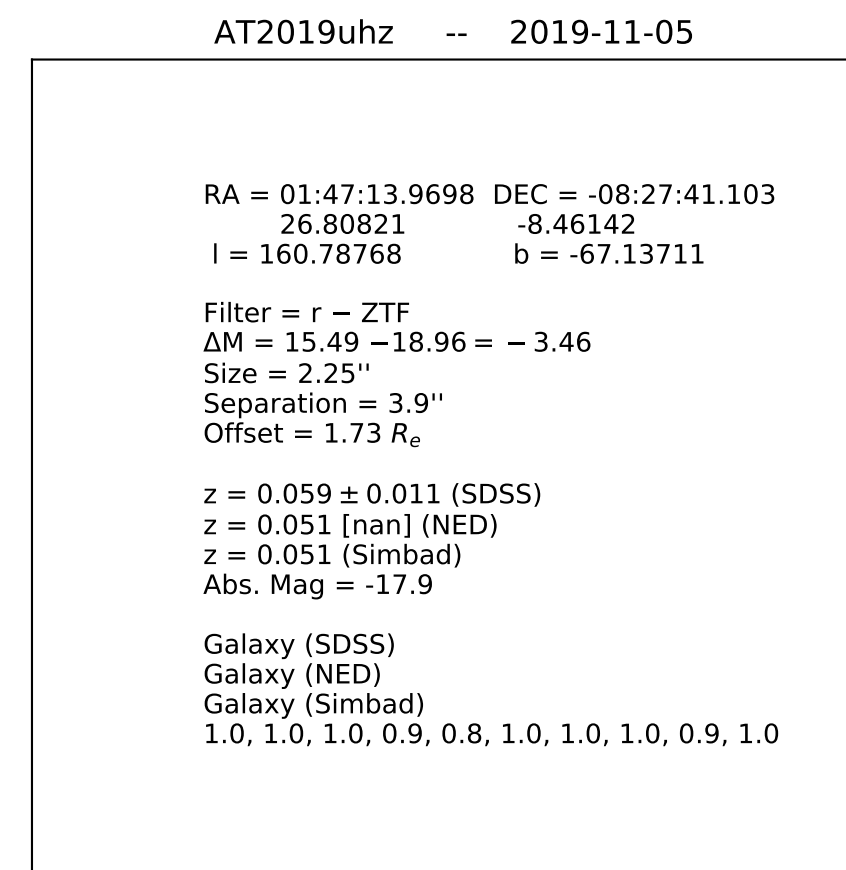 AT2019uhz -- 2019-11-05
RA = 01:47:13.9698 DEC = -08:27:41.103
26.80821 -8.46142
l = 160.78768 b = -67.13711
Filter = r − ZTF
ΔM = 15.49 −18.96 = − 3.46
Size = 2.25''
Separation = 3.9''
Offset = 1.73 Re
z = 0.059 ± 0.011 (SDSS)
z = 0.051 [nan] (NED)
z = 0.051 (Simbad)
Abs. Mag = -17.9
Galaxy (SDSS)
Galaxy (NED)
Galaxy (Simbad)
1.0, 1.0, 1.0, 0.9, 0.8, 1.0, 1.0, 1.0, 0.9, 1.0